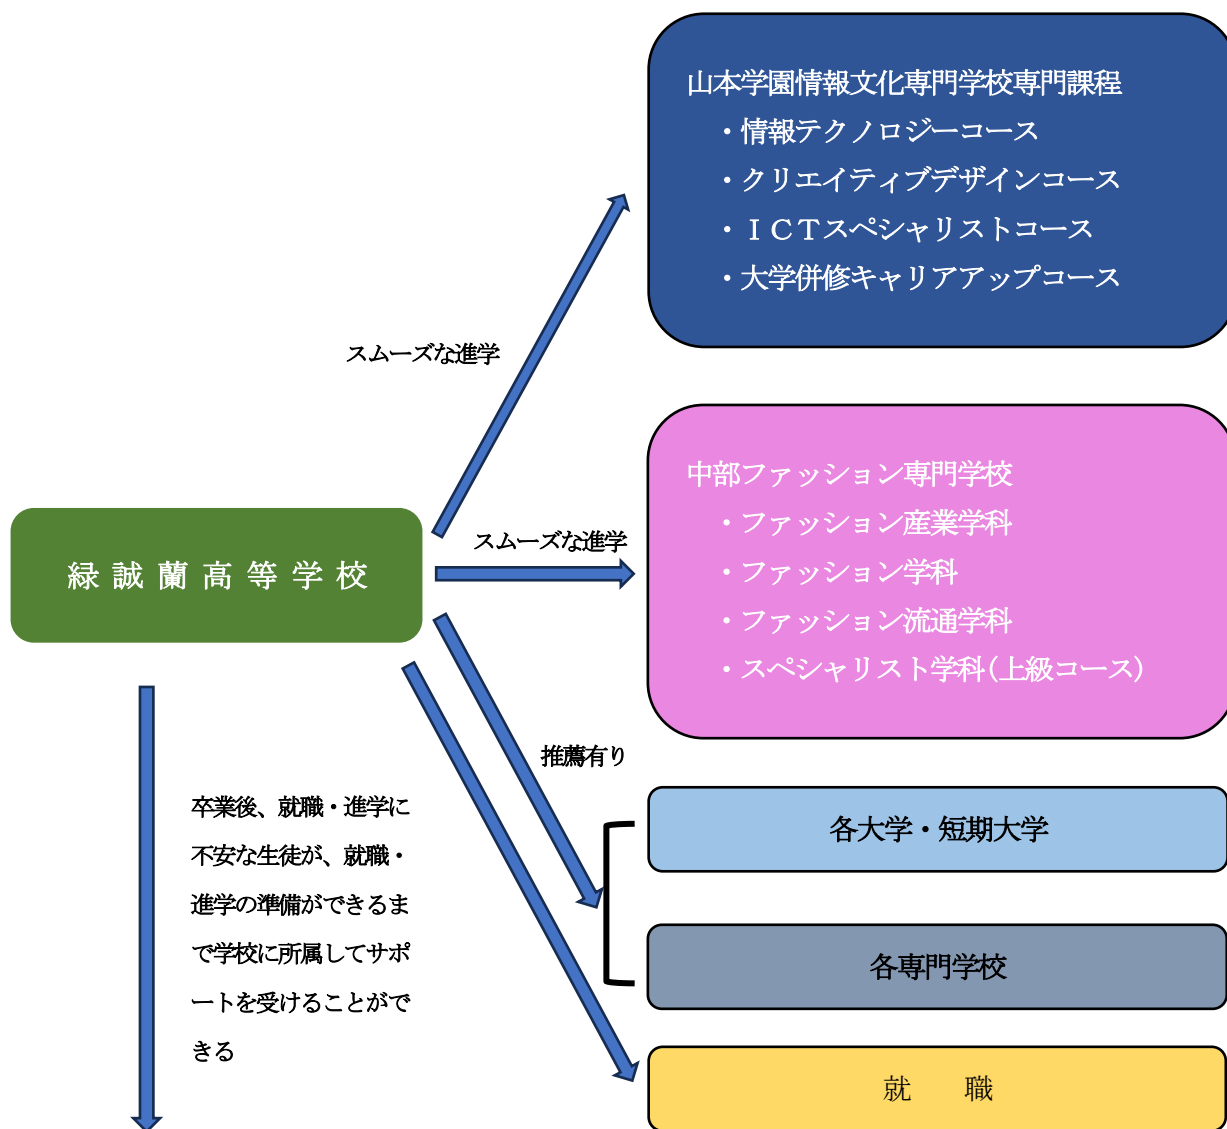 山本学園情報文化専門学校専門課程
・情報テクノロジーコース
・クリエイティブデザインコース
・ＩＣＴスペシャリストコース
・大学併修キャリアアップコース
スムーズな進学
中部ファッション専門学校
・ファッション産業学科
・ファッション学科
・ファッション流通学科
・スペシャリスト学科（上級コース）
スムーズな進学
緑誠蘭高等学校
推薦有り
各大学・短期大学
各専門学校
就　職
卒業後、就職・進学に
不安な生徒が、就職・
進学の準備ができるま
で学校に所属してサポ
ートを受けることがで
きる